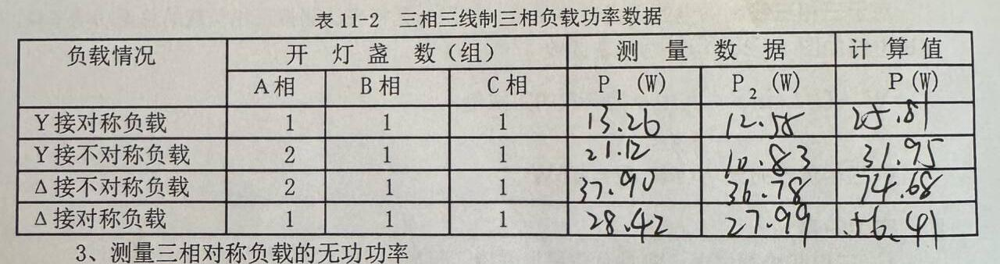 表 11-2 三相三线制三相负载功率数据
负载情况 开 灯 盏 数(组) 测 量 数 据 计 算 值
A相 B相 C相 P1 (W) P2 (W) P(W)
Y接对称负载 1 1 1 13.26 12.55 25.81
Y接不对称负载 2 1 1 21.12 10.83 31.95
Δ接不对称负载 2 1 1 37.90 36.78 74.68
Δ接对称负载 1 1 1 28.42 27.99 56.41
3、测量三相对称负载的无功功率